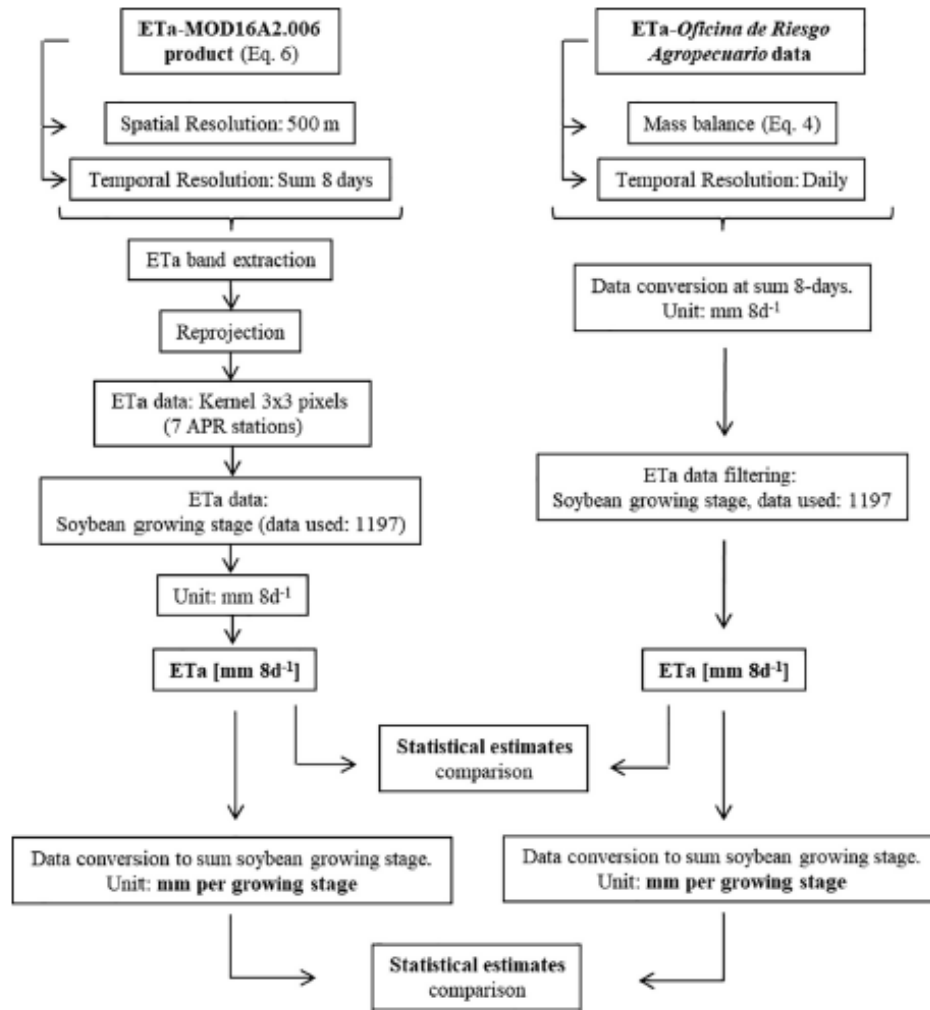 ETa-MOD16A2.006
product (Eq. 6)
Spatial Resolution: 500 m
Temporal Resolution: Sum 8 days
ETa band extraction
Reprojection
ETa data: Kernel 3x3 pixels
(7 APR stations)
ETa data:
Soybean growing stage (data used: 1197)
Unit: mm 8d-1
ETa [mm 8d-1]
ETa-Oficina de Riesgo
Agropecuario data
Mass balance (Eq. 4)
Temporal Resolution: Daily
Data conversion at sum 8-days.
Unit: mm 8d-1
ETa data filtering:
Soybean growing stage, data used: 1197
ETa [mm 8d-1]
Statistical estimates
comparison
Data conversion to sum soybean growing stage.
Unit: mm per growing stage
Data conversion to sum soybean growing stage.
Unit: mm per growing stage
Statistical estimates
comparison